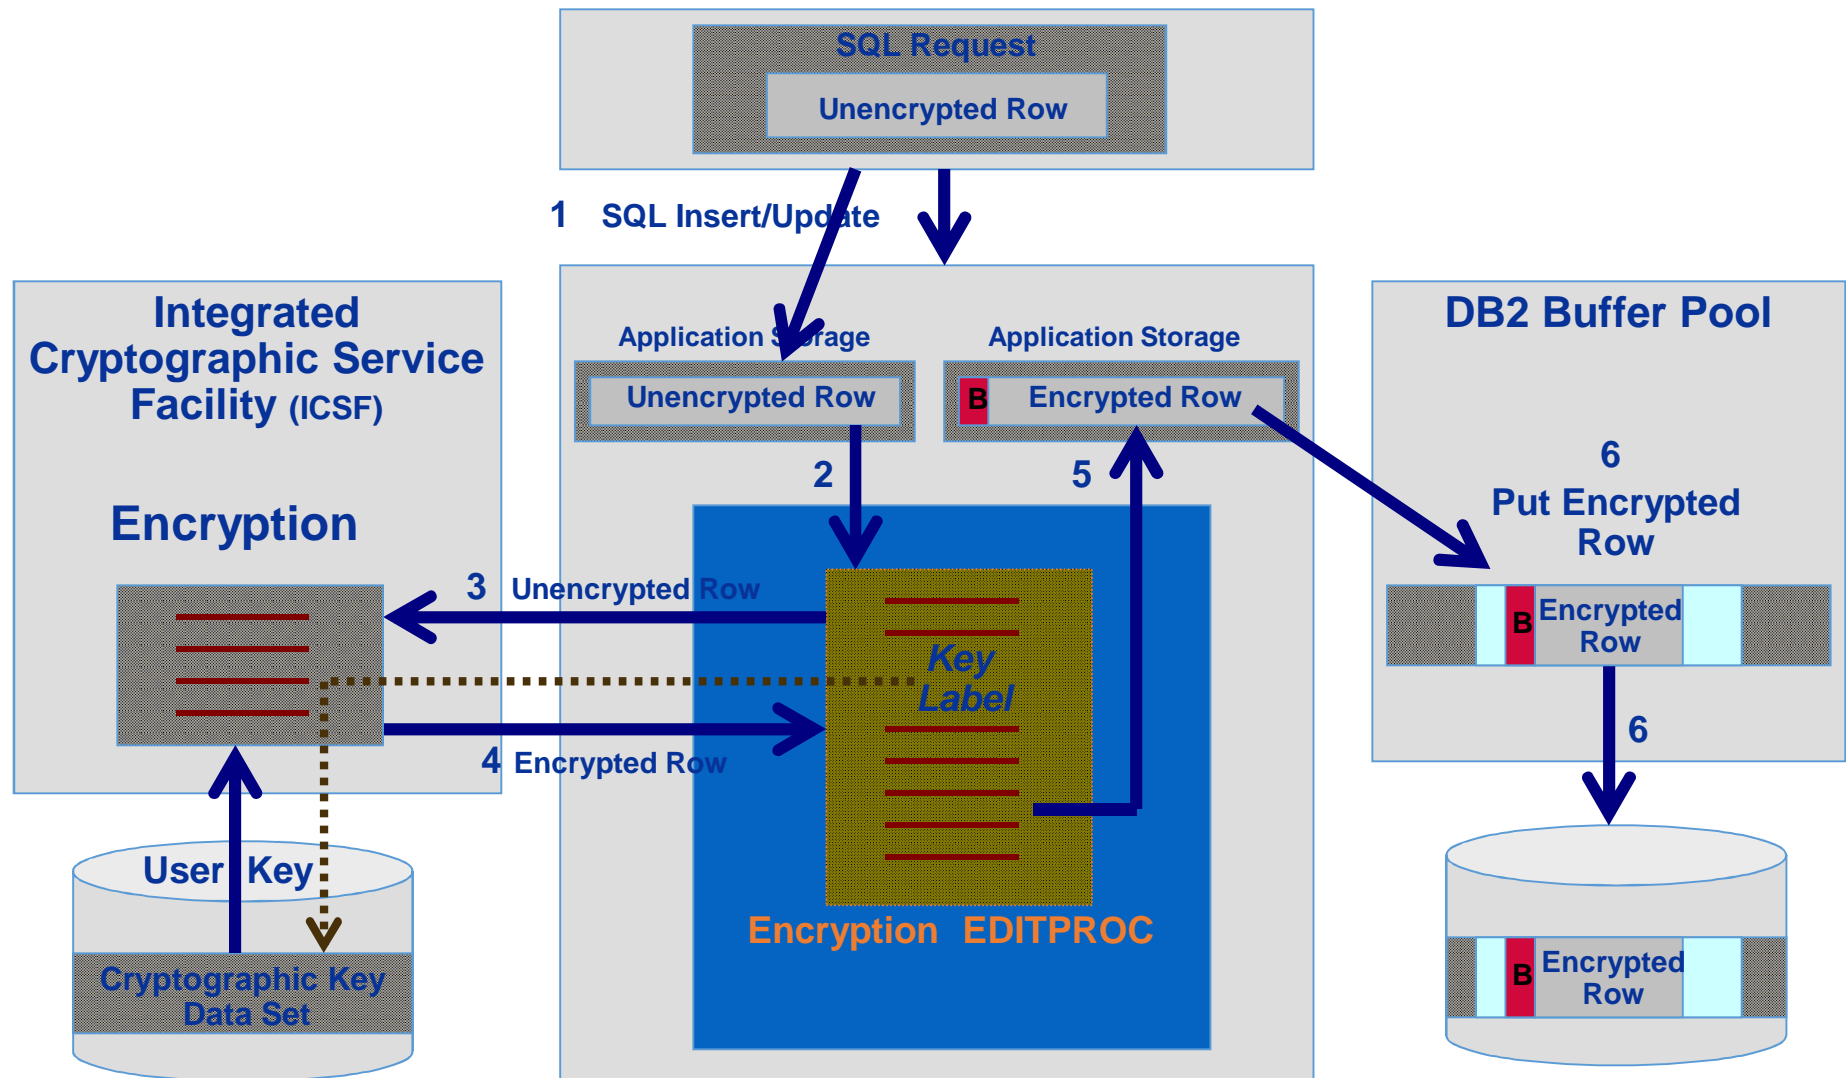 SQL Request
Unencrypted Row
1 SQL Insert/Update
Integrated
Cryptographic Service
Facility (ICSF)
Encryption
Application Storage
Unencrypted Row
Application Storage
B Encrypted Row
DB2 Buffer Pool
2
5
6
Put Encrypted
Row
3 Unencrypted Row
Key
Label
4 Encrypted Row
B Encrypted
Row
6
User Key
Cryptographic Key
Data Set
Encryption EDITPROC
B Encrypted
Row